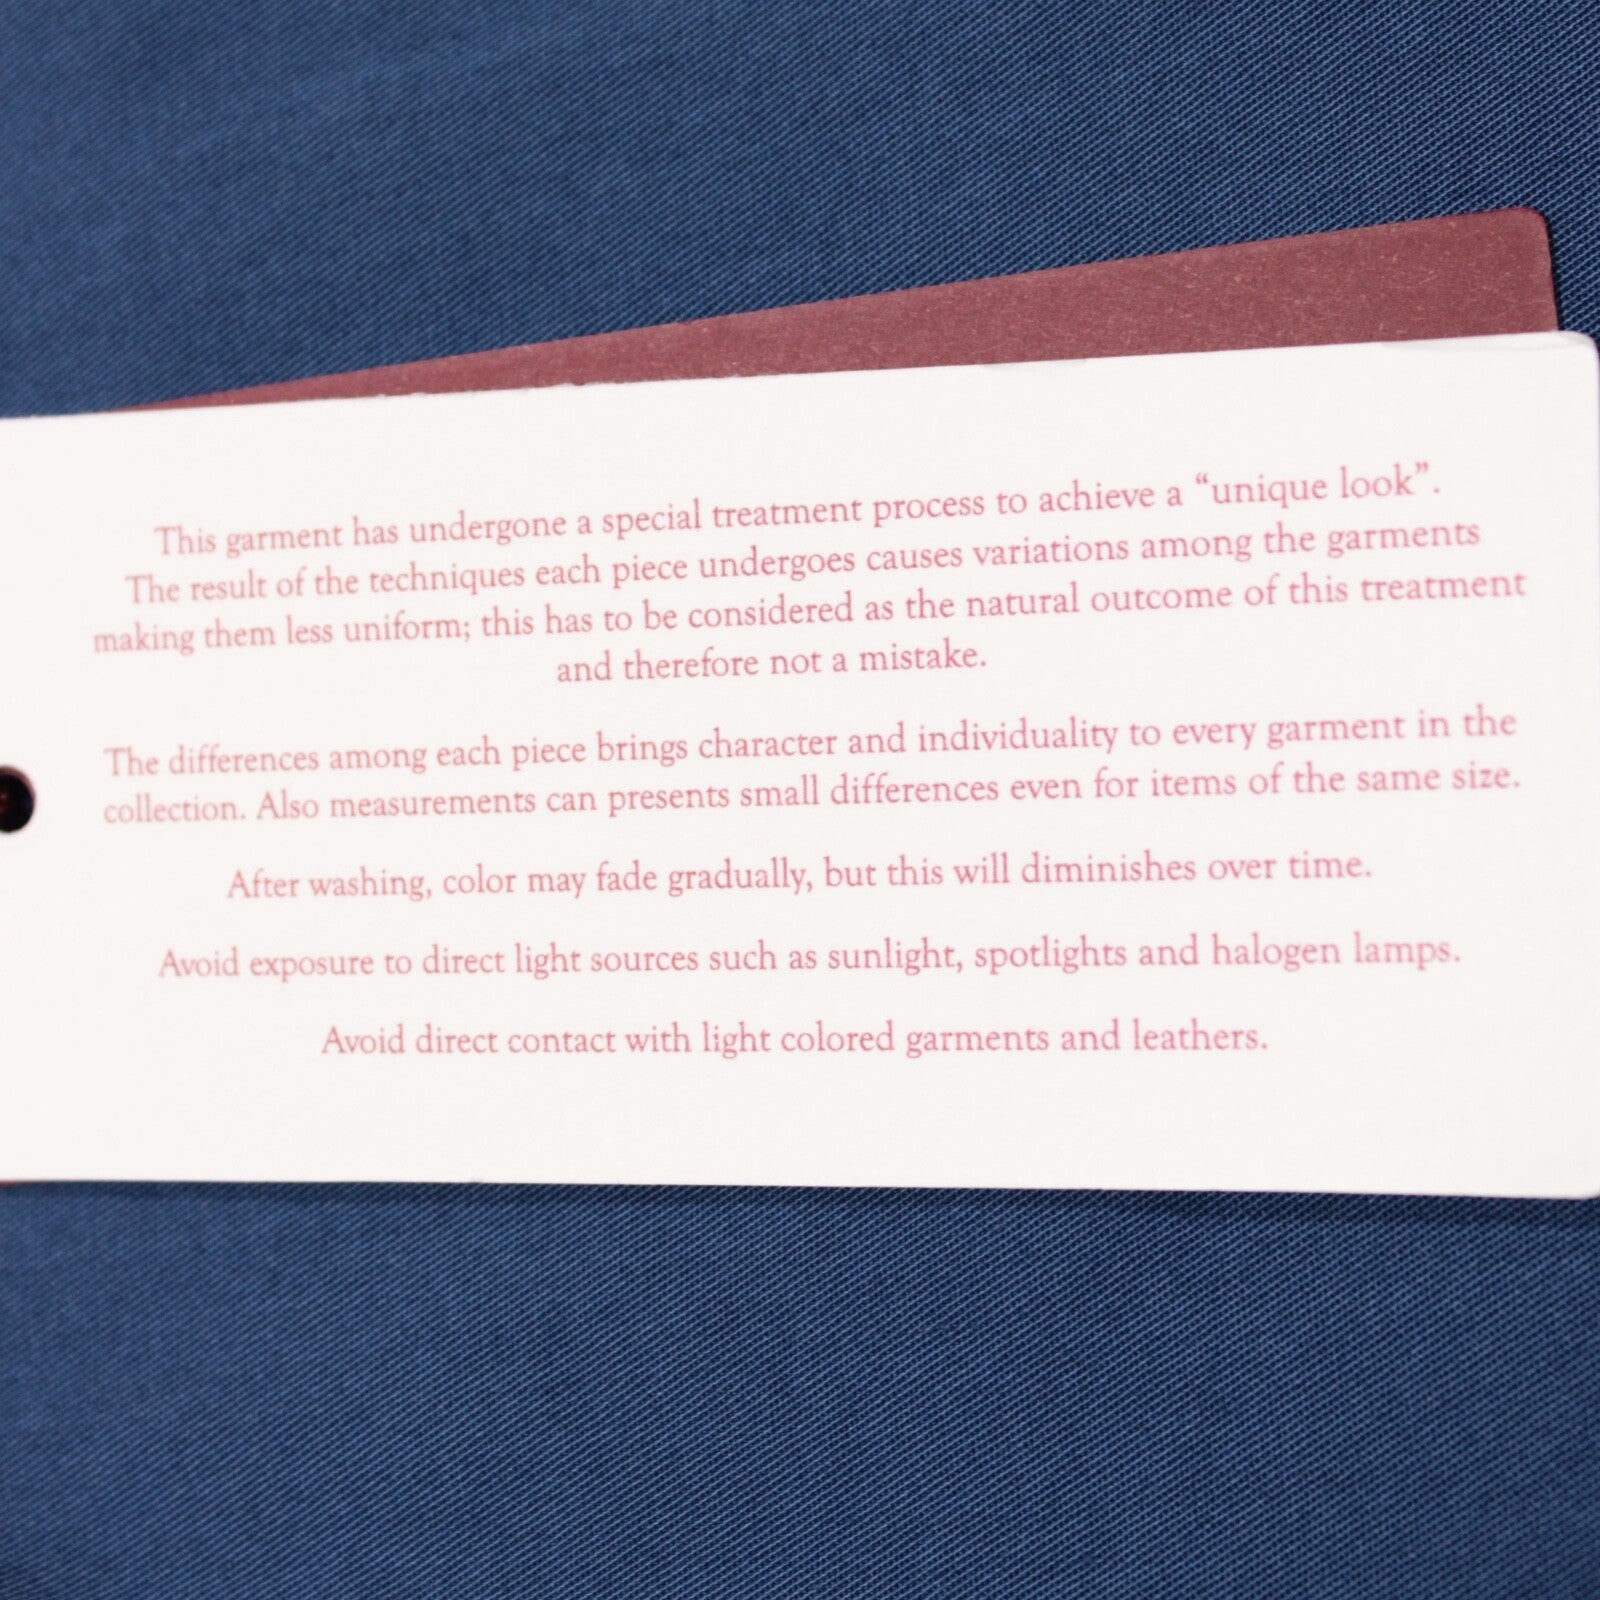 This garment has undergone a special treatment process to achieve a “unique look”.
The result of the techniques each piece undergoes causes variations among the garments
making them less uniform; this has to be considered as the natural outcome of this treatment
and therefore not a mistake.
The differences among each piece brings character and individuality to every garment in the
collection. Also measurements can presents small differences even for items of the same size.
After washing, color may fade gradually, but this will diminishes over time.
Avoid exposure to direct light sources such as sunlight, spotlights and halogen lamps.
Avoid direct contact with light colored garments and leathers.